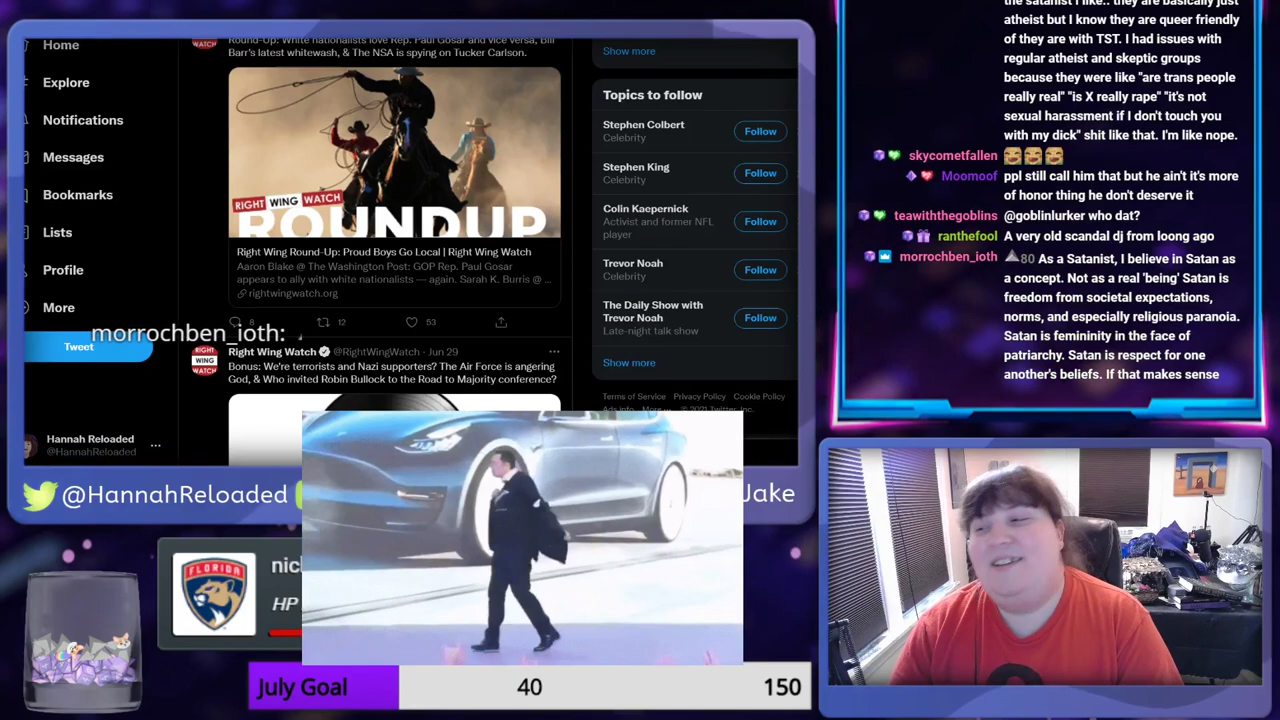 Home
Explore
Notifications
Messages
Bookmarks
Lists
Profile
More
Tweet
Hannah Reloaded
@HannahReloaded
Round-Up: White nationalists love Rep. Paul Gosar and vice versa, Bill
Barr's latest whitewash, & The NSA is spying on Tucker Carlson.
RIGHT WING WATCH
ROUNDUP
Right Wing Round-Up: Proud Boys Go Local | Right Wing Watch
Aaron Blake @ The Washington Post: GOP Rep. Paul Gosar
appears to ally with white nationalists — again. Sarah K. Burris @ ...
rightwingwatch.org
8 12 53
morrochben_ioth:
RIGHT
WING
WATCH
Right Wing Watch @RightWingWatch · Jun 29
Bonus: We're terrorists and Nazi supporters? The Air Force is angering
God, & Who invited Robin Bullock to the Road to Majority conference?
Show more
Topics to follow
Stephen Colbert
Celebrity
Follow
Stephen King
Celebrity
Follow
Colin Kaepernick
Activist and former NFL
player
Follow
Trevor Noah
Celebrity
Follow
The Daily Show with
Trevor Noah
Late-night talk show
Follow
Show more
Terms of Service Privacy Policy Cookie Policy
Ads info More ... © 2021 Twitter, Inc.
@HannahReloaded
Jake
FLORIDA
nic
HP
July Goal 40 150
the satanist I like.. they are basically just
atheist but I know they are queer friendly
of they are with TST. I had issues with
regular atheist and skeptic groups
because they were like "are trans people
really real" "is X really rape" "it's not
sexual harassment if I don't touch you
with my dick" shit like that. I'm like nope.
skycometfallen
Moomoof ppl still call him that but he ain't it's more
of honor thing he don't deserve it
teawiththegoblins @goblinlurker who dat?
ranthefool A very old scandal dj from loong ago
morrochben_ioth 80 As a Satanist, I believe in Satan as
a concept. Not as a real 'being' Satan is
freedom from societal expectations,
norms, and especially religious paragonia.
Satan is femininity in the face of
patriarchy. Satan is respect for one
another's beliefs. If that makes sense